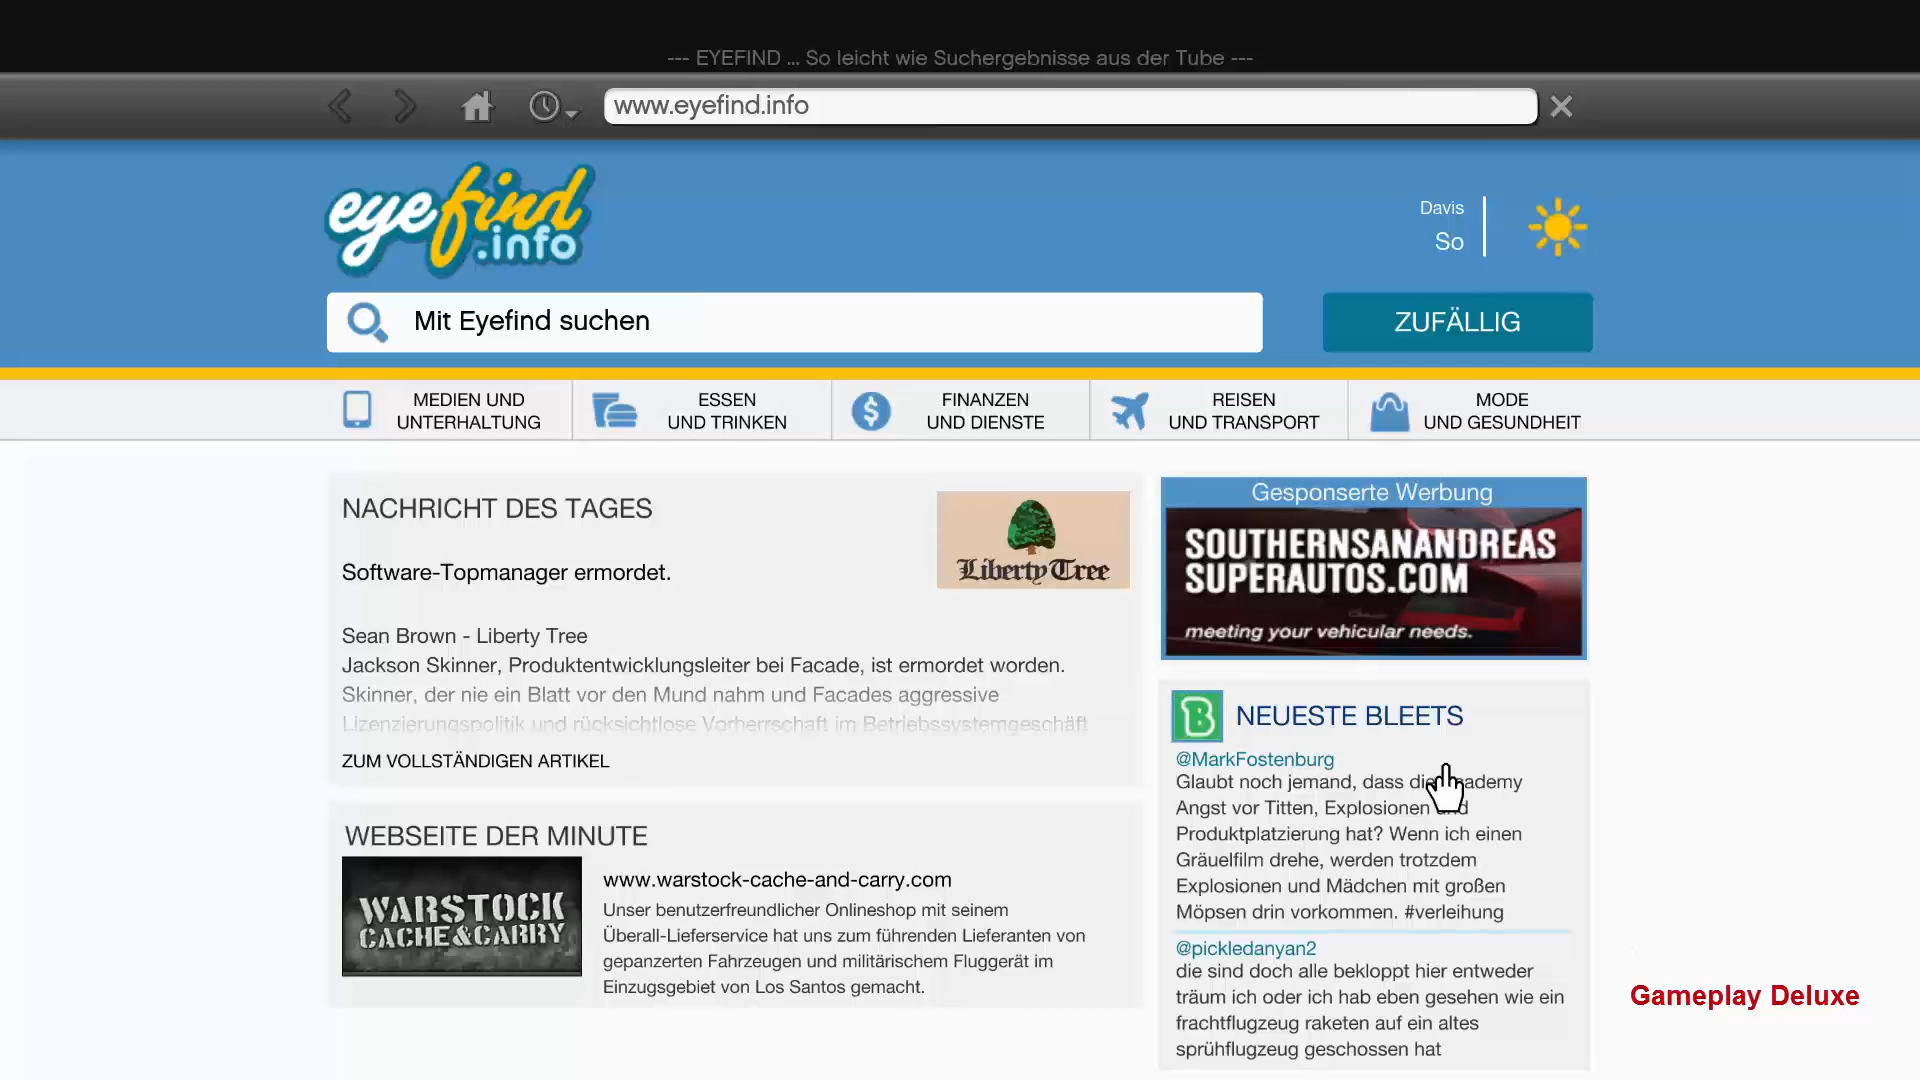 --- EYEFIND ... So leicht wie Suchergebnisse aus der Tube ---
www.eyefind.info
eyefind
.info
Davis
So
Mit Eyefind suchen
ZUFÄLLIG
MEDIEN UND
UNTERHALTUNG
ESSEN
UND TRINKEN
FINANZEN
UND DIENSTE
REISEN
UND TRANSPORT
MODE
UND GESUNDHEIT
NACHRICHT DES TAGES
Liberty Tree
Software-Topmanager ermordet.
Sean Brown - Liberty Tree
Jackson Skinner, Produktentwicklungsleiter bei Facade, ist ermordet worden.
Skinner, der nie ein Blatt vor den Mund nahm und Facades aggressive
Lizenzierungspolitik und rücksichtlose Vorherrschaft im Betriebssystemgeschäft
ZUM VOLLSTÄNDIGEN ARTIKEL
WEBSEITE DER MINUTE
WARSTOCK
CACHE&CARRY
www.warstock-cache-and-carry.com
Unser benutzerfreundlicher Onlineshop mit seinem
Überall-Lieferservice hat uns zum führenden Lieferanten von
gepanzerten Fahrzeugen und militärischem Fluggerät im
Einzugsgebiet von Los Santos gemacht.
Gesponserte Werbung
SOUTHERNSANANDREAS
SUPERAUTOS.COM
meeting your vehicular needs.
B
NEUESTE BLEETS
@MarkFostenburg
Glaubt noch jemand, dass die
Angst vor Titten, Explosionen und
Produktplatzierung hat? Wenn ich einen
Gräuelfilm drehe, werden trotzdem
Explosionen und Mädchen mit großen
Möpsen drin vorkommen. #verleihung
@pickledanyan2
die sind doch alle bekloppt hier entweder
träum ich oder ich hab eben gesehen wie ein
frachtflugzeug raketen auf ein altes
sprühflugzeug geschossen hat
Gameplay Deluxe